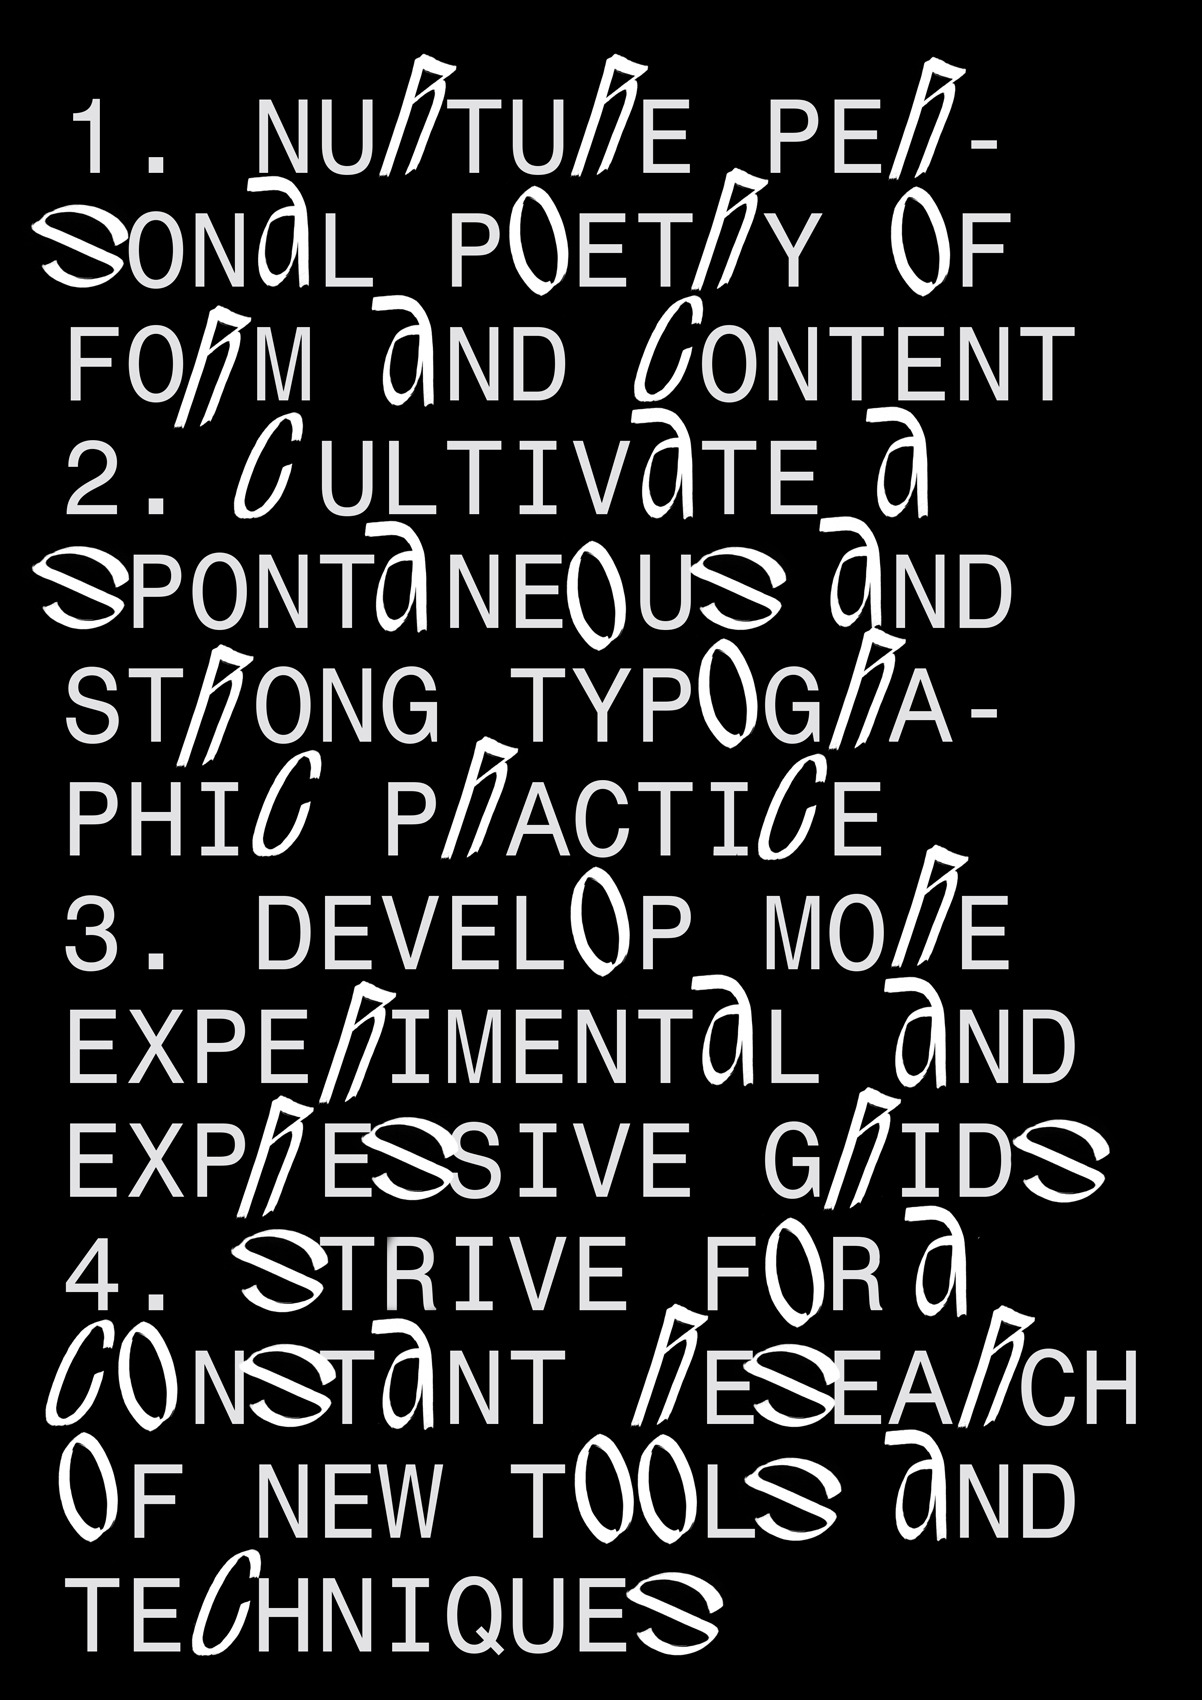 1. NURTURE PER-
SONaL POETRY OF
FORM aND CONTENT
2. CULTIVaTE a
SPONTaNEOUS aND
STRONG TYPOGRA-
PHIC PRACTICE
3. DEVELOP MORE
EXPERIMENTaL aND
EXPRESSIVE GRIDS
4. STRIVE FOR a
CONSTaNT RESEARCH
OF NEW TOOLS aND
TECHNIQUES